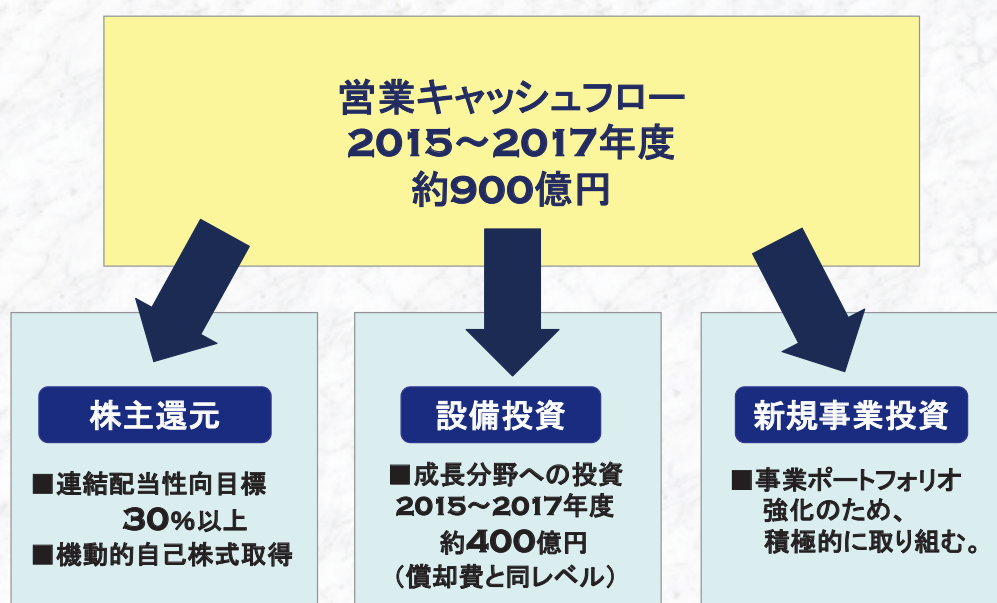 営業キャッシュフロー
2015～2017年度
約900億円
株主還元
■連結配当性向目標
30%以上
■機動的自己株式取得
設備投資
■成長分野への投資
2015～2017年度
約400億円
（償却費と同レベル）
新規事業投資
■事業ポートフォリオ
強化のため、
積極的に取り組む。